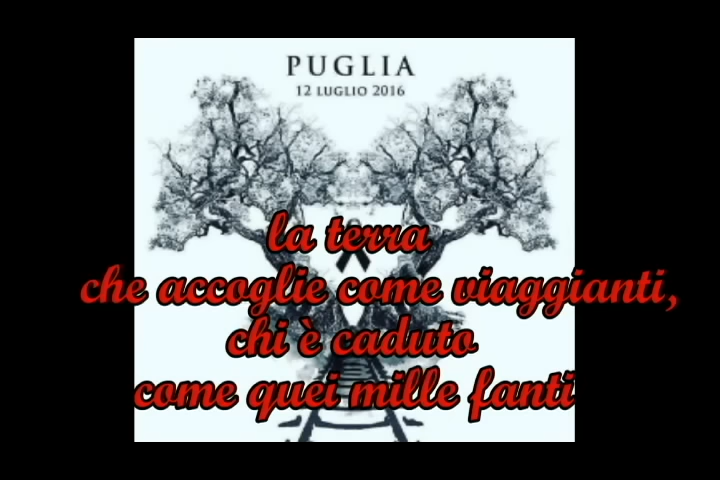 PUGLIA
12 LUGLIO 2016
la terra
che accoglie come viaggianti,
chi è caduto
come quei mille fanti